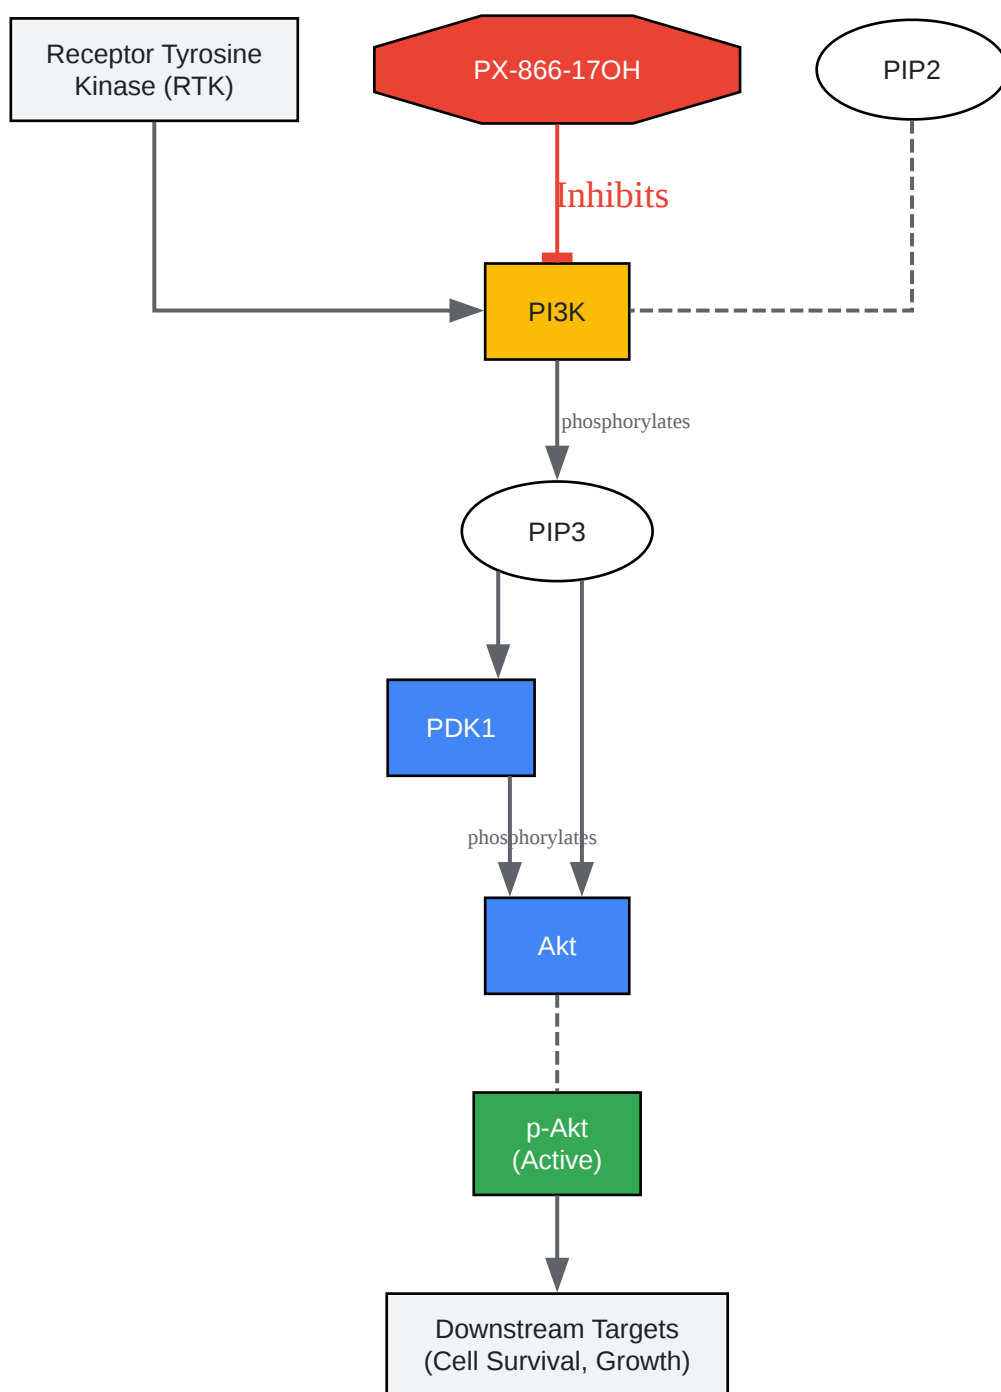 Receptor Tyrosine
Kinase (RTK)
PX-866-17OH
PIP2
Inhibits
PI3K
phosphorylates
PIP3
PDK1
phosphorylates
Akt
p-Akt
(Active)
Downstream Targets
(Cell Survival, Growth)